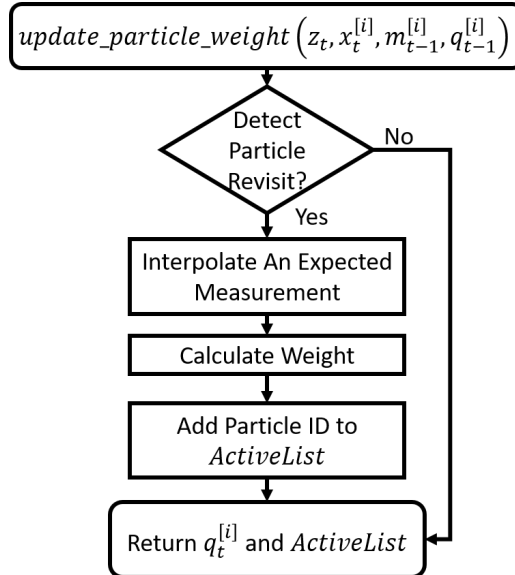 update_particle_weight(z_t, x_t^{[i]}, m_{t-1}^{[i]}, q_{t-1}^{[i]})
Detect
Particle
Revisit?
No
Yes
Interpolate An Expected
Measurement
Calculate Weight
Add Particle ID to
ActiveList
Return q_t^{[i]} and ActiveList